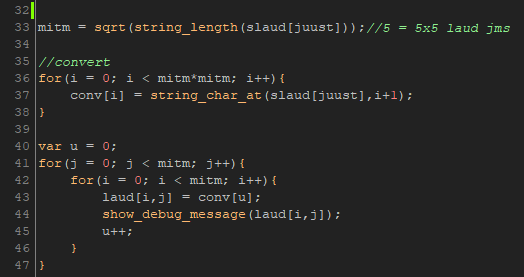 32
33 mitm = sqrt(string_length(slaud[juust]));//5 = 5x5 laud jms
34
35 //convert
36 for(i = 0; i < mitm*mitm; i++){
37     conv[i] = string_char_at(slaud[juust],i+1);
38 }
39
40 var u = 0;
41 for(j = 0; j < mitm; j++){
42     for(i = 0; i < mitm; i++){
43         laud[i,j] = conv[u];
44         show_debug_message(laud[i,j]);
45         u++;
46     }
47 }